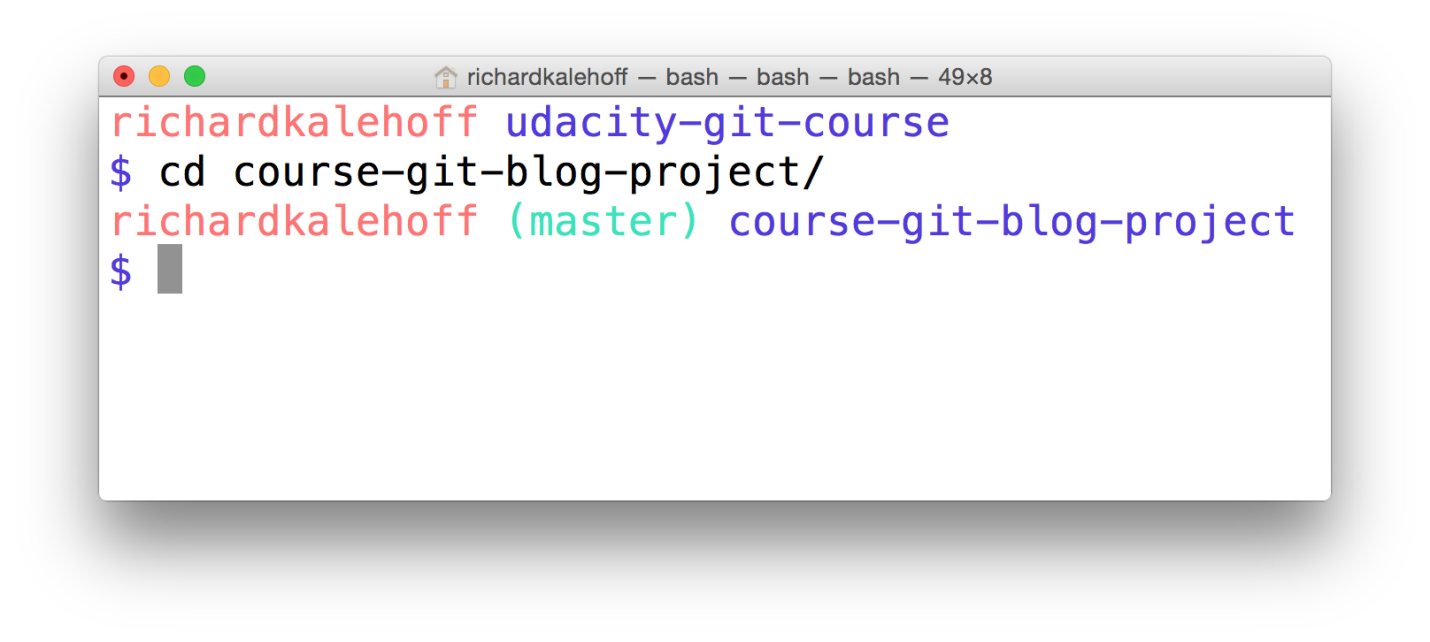 richardkalehoff — bash — bash — bash — 49×8
richardkalehoff udacity-git-course
$ cd course-git-blog-project/
richardkalehoff (master) course-git-blog-project
$